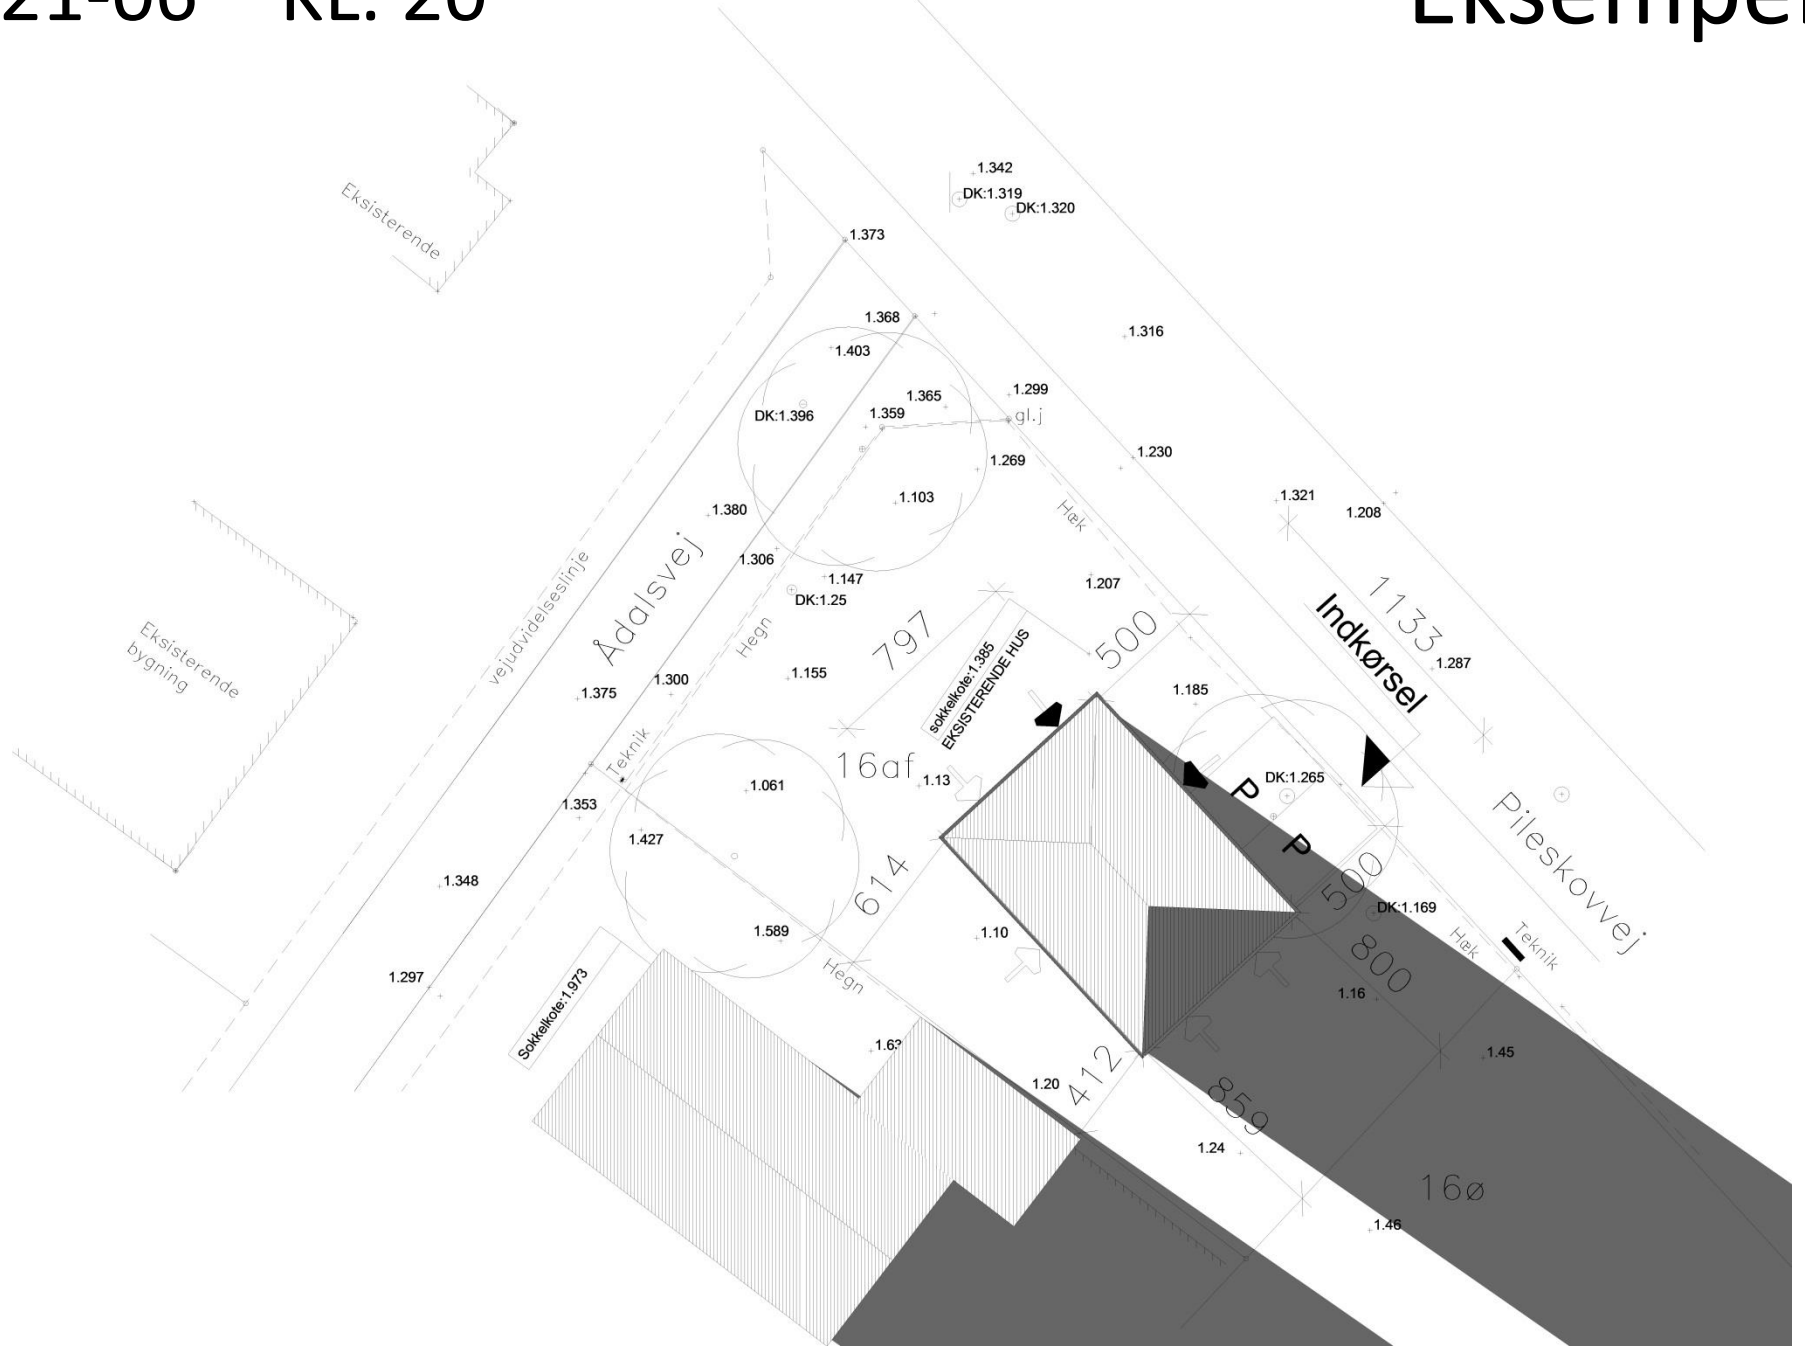 21-06 KL. 20
Eksempel
Eksisterende
1.342
DK:1.319
DK:1.320
1.373
1.368
1.403
1.316
1.365
1.299
DK:1.396
1.359
gl.j
1.269
1.230
1.103
1.321
1.208
Hæk
1.380
1.306
1.147
DK:1.25
1.207
vejudvidelseslinje
Ådalsvej
Hegn
797
500
1133
Indkørsel
sokkelkote:1.385
EKSISTERENDE HUS
Eksisterende
bygning
1.155
1.300
1.375
1.287
1.185
Teknik
16af
1.13
1.061
DK:1.265
P
P
1.353
1.427
Pileskovvej
1.348
614
500
DK:1.169
1.589
1.10
Hegn
Hæk
Teknik
800
1.297
1.16
Sokkelkote:1.973
1.63
1.20
412
859
1.45
1.24
16ø
1.46